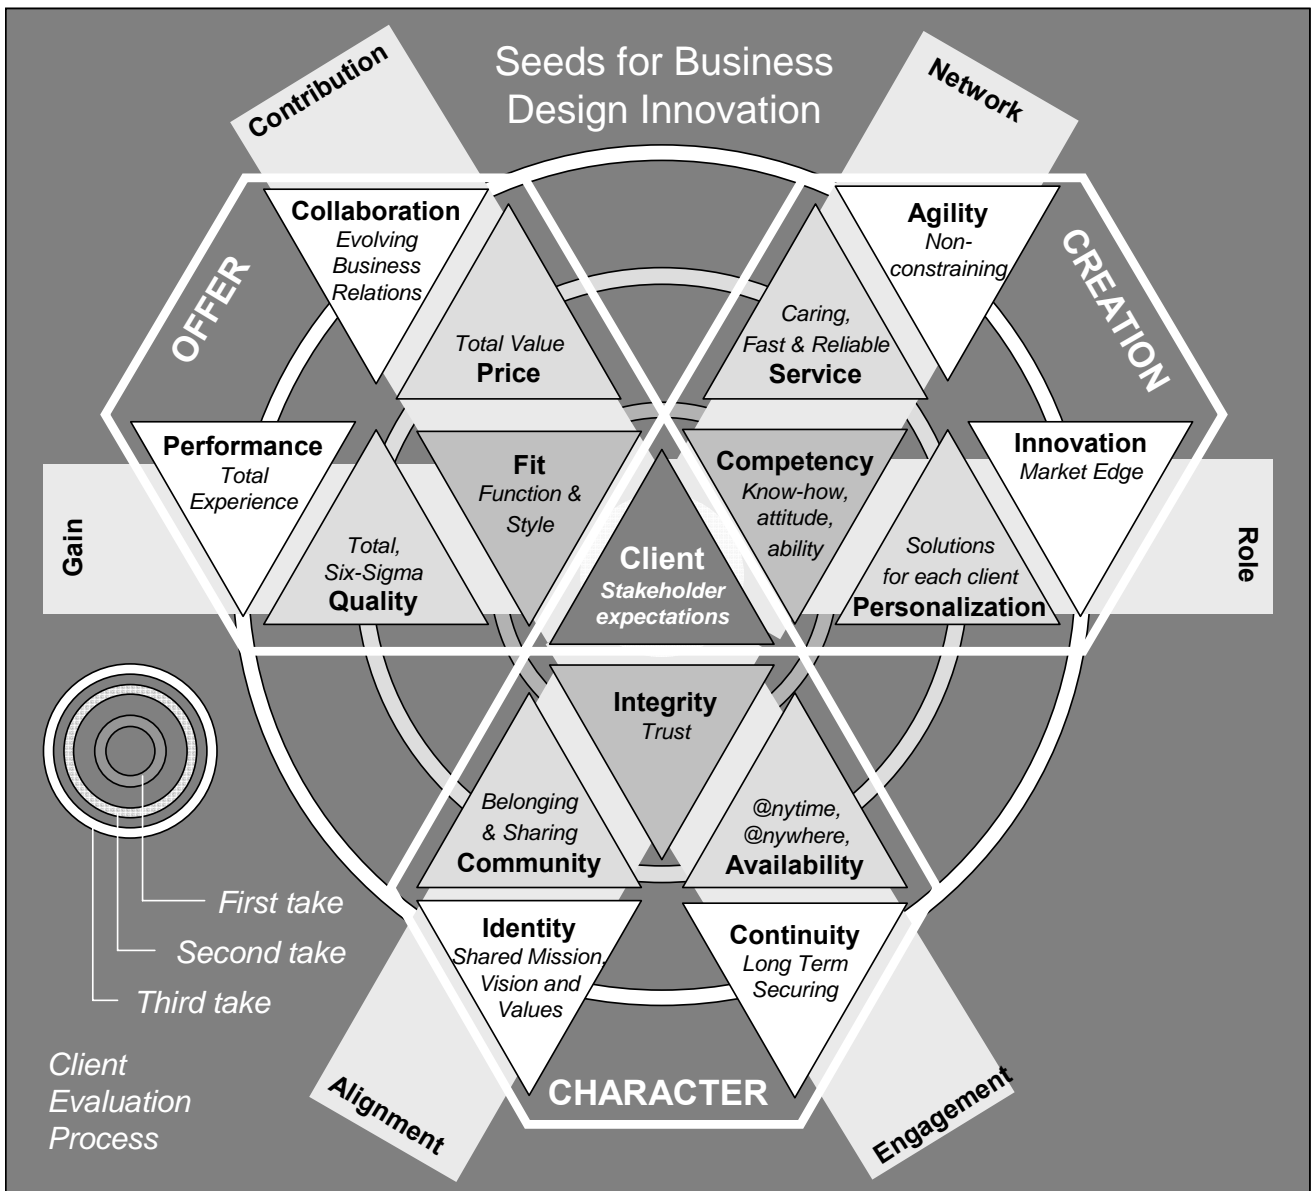 Seeds for Business
Design Innovation
Contribution
Network
OFFER
CREATION
Collaboration
Evolving
Business
Relations
Total Value
Price
Caring,
Fast & Reliable
Service
Agility
Non-
constraining
Performance
Total
Experience
Fit
Function &
Style
Competency
Know-how,
attitude,
ability
Innovation
Market Edge
Gain
Total,
Six-Sigma
Quality
Client
Stakeholder
expectations
Solutions
for each client
Personalization
Role
Integrity
Trust
Belonging
& Sharing
Community
@nytime,
@nywhere,
Availability
Identity
Shared Mission,
Vision and
Values
Continuity
Long Term
Securing
CHARACTER
Alignment
Engagement
First take
Second take
Third take
Client
Evaluation
Process